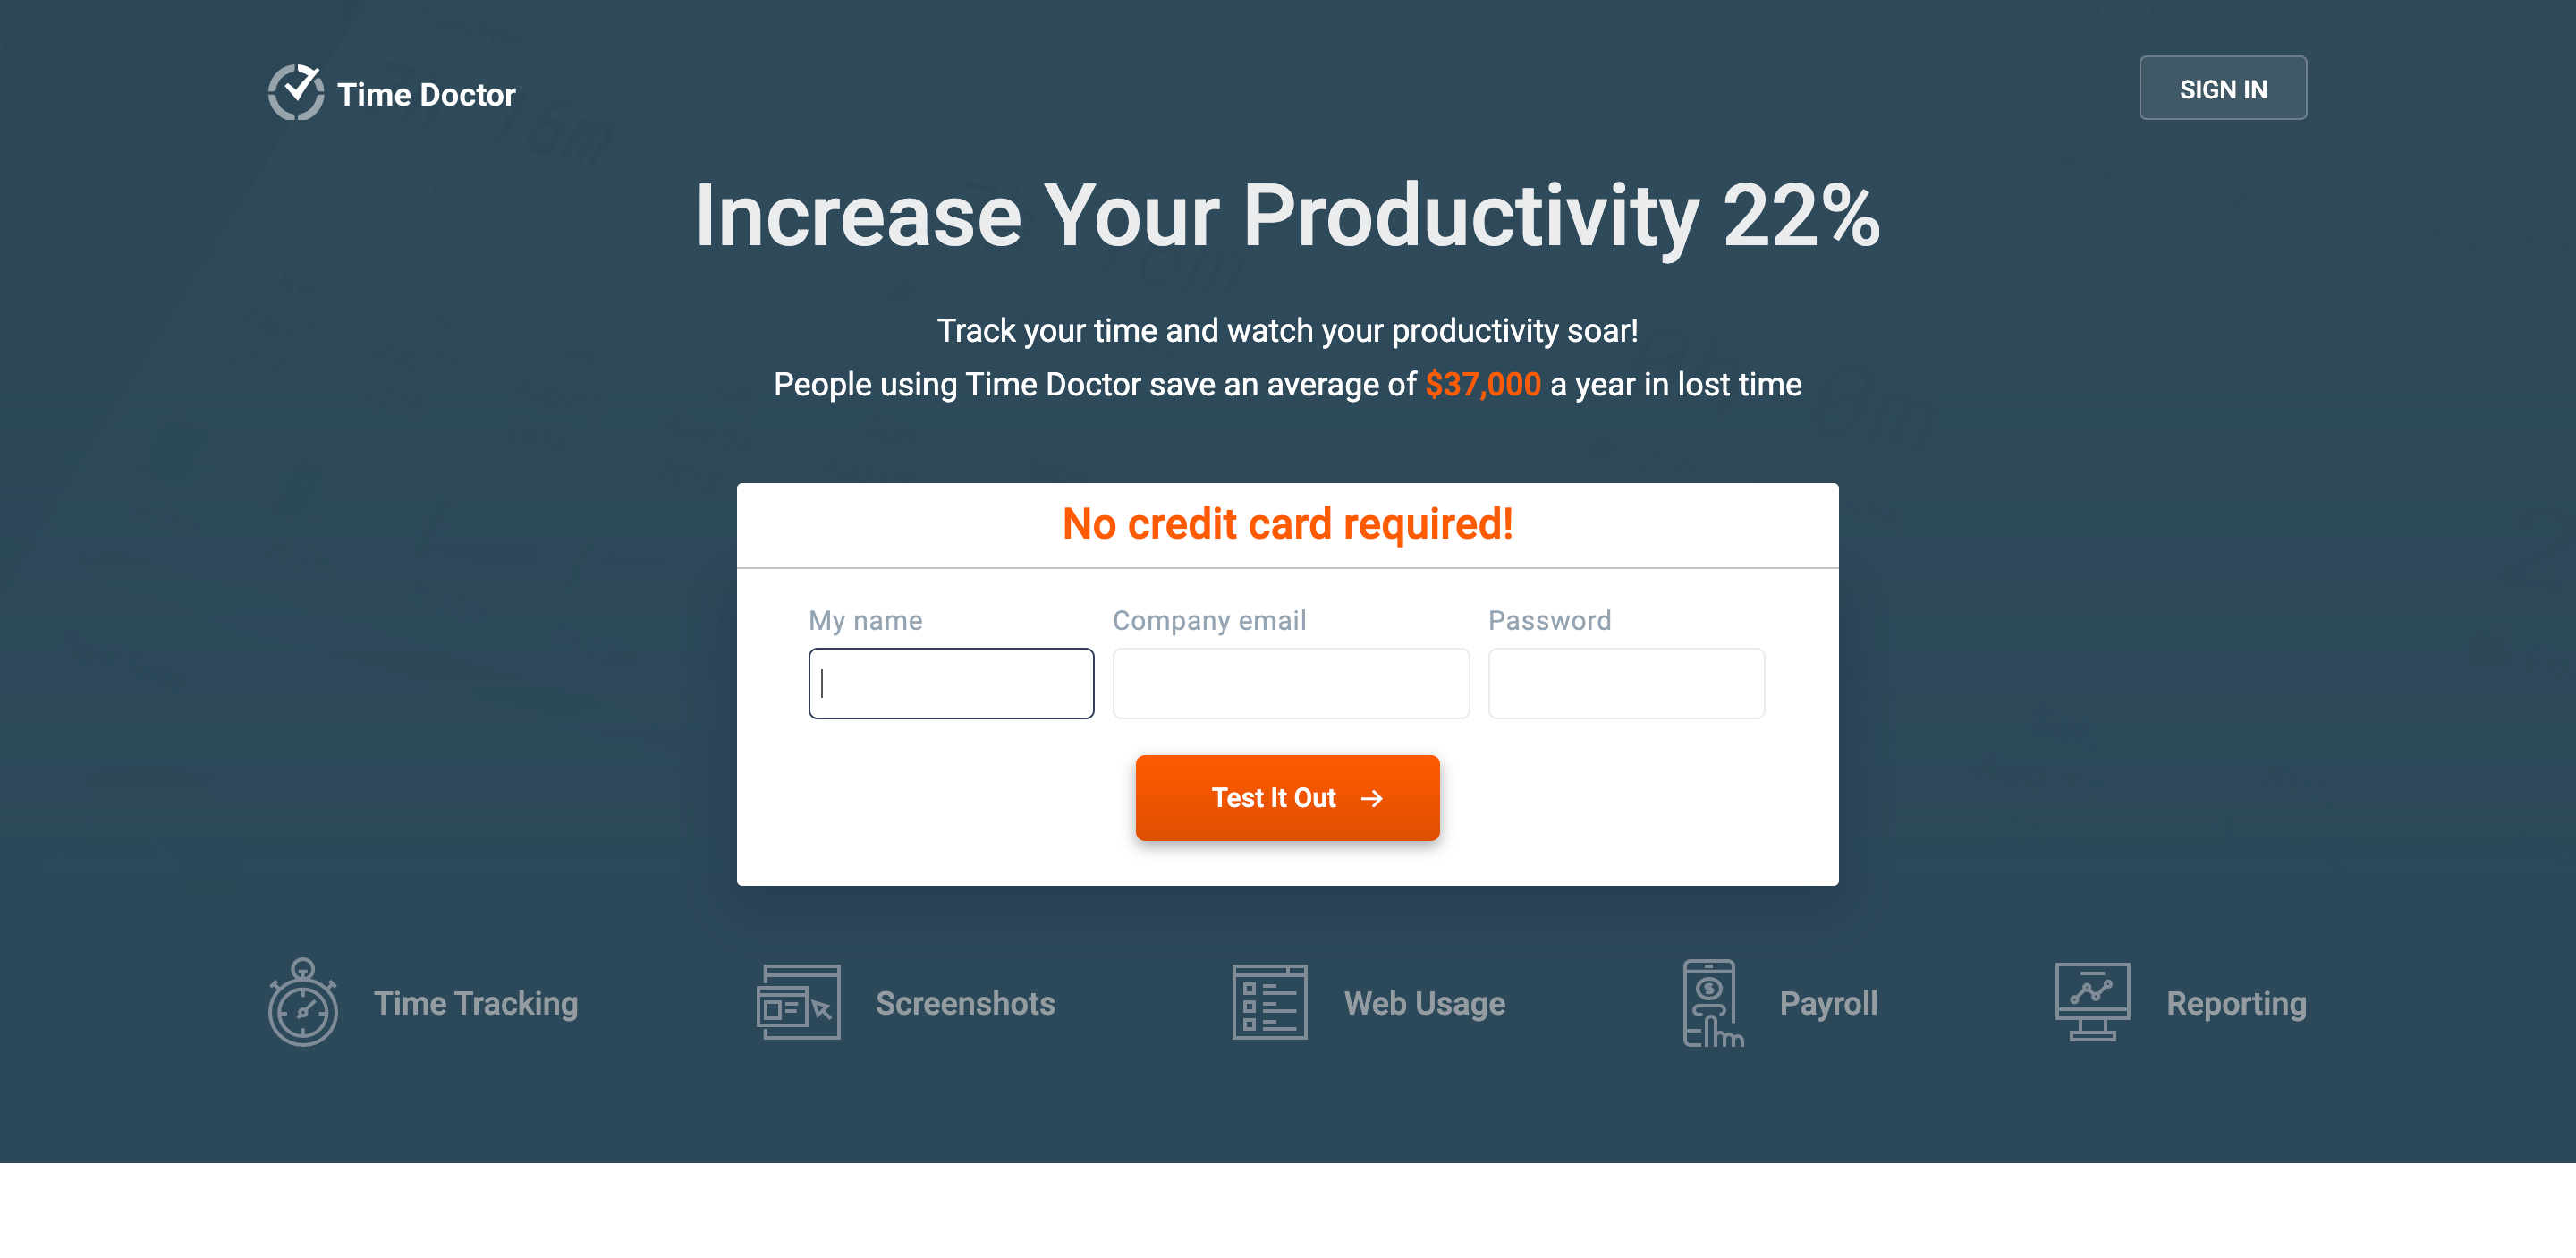 Time Doctor
SIGN IN
Increase Your Productivity 22%
Track your time and watch your productivity soar!
People using Time Doctor save an average of $37,000 a year in lost time
No credit card required!
My name
Company email
Password
Test It Out →
Time Tracking
Screenshots
Web Usage
Payroll
Reporting